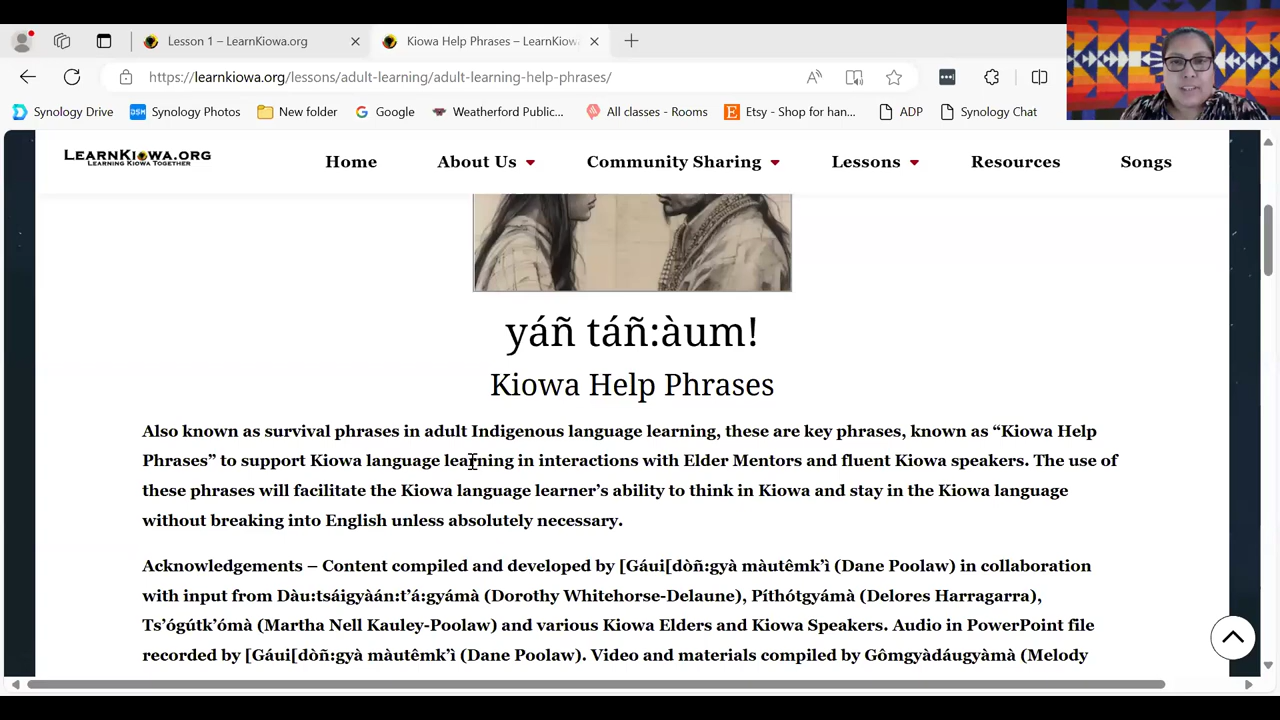 Lesson 1 – LearnKiowa.org
Kiowa Help Phrases – LearnKiowa
https://learnkiowa.org/lessons/adult-learning/adult-learning-help-phrases/
Synology Drive
DSM Synology Photos
New folder
Google
Weatherford Public...
All classes - Rooms
Etsy - Shop for han...
ADP
Synology Chat
LEARNKIOWA.ORG
LEARNING KIOWA TOGETHER
Home
About Us
Community Sharing
Lessons
Resources
Songs
yáñ táñ:àum!
Kiowa Help Phrases
Also known as survival phrases in adult Indigenous language learning, these are key phrases, known as “Kiowa Help
Phrases” to support Kiowa language learning in interactions with Elder Mentors and fluent Kiowa speakers. The use of
these phrases will facilitate the Kiowa language learner’s ability to think in Kiowa and stay in the Kiowa language
without breaking into English unless absolutely necessary.
Acknowledgements – Content compiled and developed by [Gáui[dòñ:gyà màutêmk’ì (Dane Poolaw) in collaboration
with input from Dàu:tsáigyàán:t’á:gyámà (Dorothy Whitehorse-Delaune), Píthótgyámà (Delores Harragarra),
Ts’ógútk’ómà (Martha Nell Kauley-Poolaw) and various Kiowa Elders and Kiowa Speakers. Audio in PowerPoint file
recorded by [Gáui[dòñ:gyà màutêmk’ì (Dane Poolaw). Video and materials compiled by Gômgyàdáugyàmà (Melody